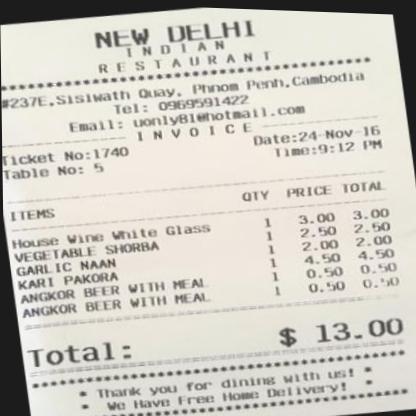 NEW DELHI
INDIAN
RESTAURANT
#237E,Sisiwath Quay, Phnom Penh,Cambodia
Tel: 0969591422
Email: uonly81@hotmail.com
INVOICE
Ticket No:1740 Date:24-Nov-16
Table No: 5 Time:9:12 PM
ITEMS QTY PRICE TOTAL
House Wine White Glass 1 3.00 3.00
VEGETABLE SHORBA 1 2.50 2.50
GARLIC NAAN 1 2.00 2.00
KARI PAKORA 1 4.50 4.50
ANGKOR BEER WITH MEAL 1 0.50 0.50
ANGKOR BEER WITH MEAL 1 0.50 0.50
Total: $ 13.00
* Thank you for dining with us! *
* We Have Free Home Delivery! *